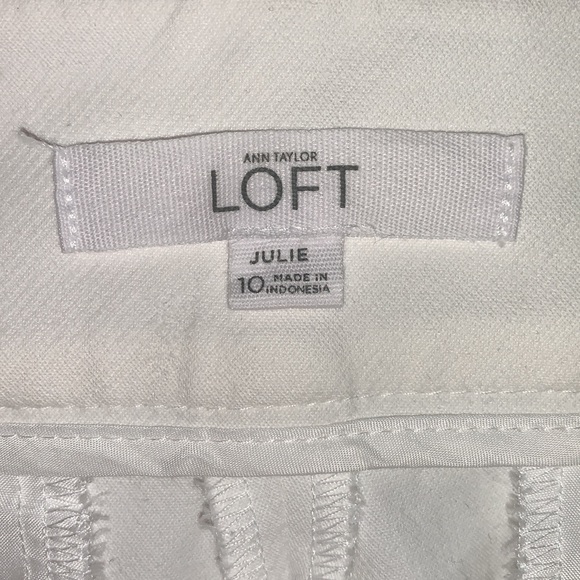 ANN TAYLOR
LOFT
JULIE
10 MADE IN
INDONESIA